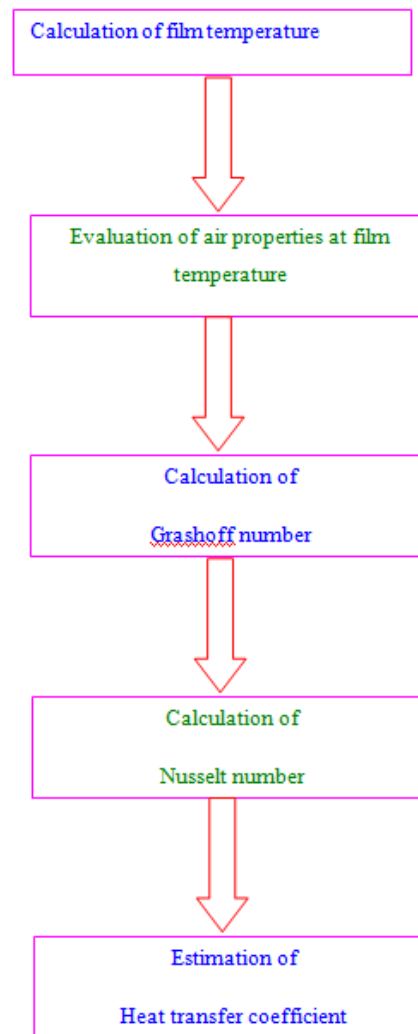 Calculation of film temperature
Evaluation of air properties at film
temperature
Calculation of
Grashoff number
Calculation of
Nusselt number
Estimation of
Heat transfer coefficient